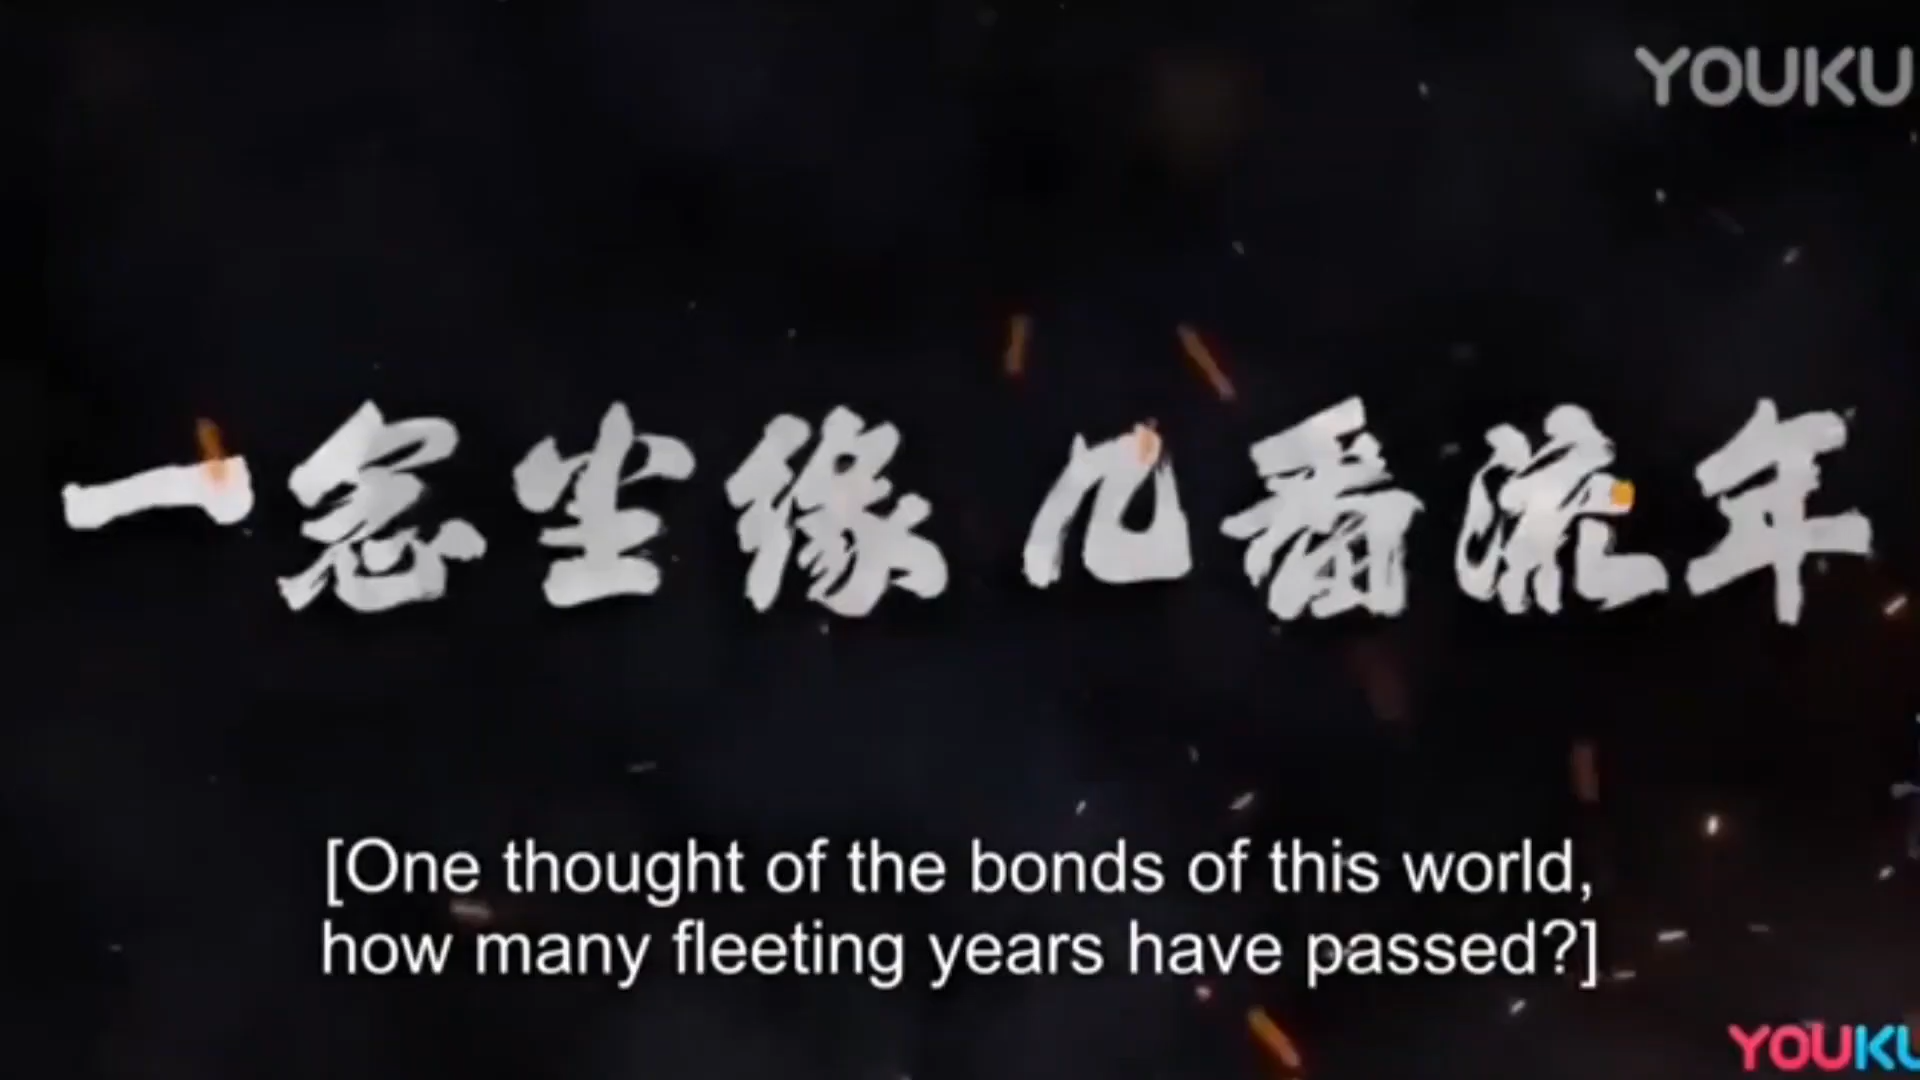 YOUKU
一念尘缘 几看流年
[One thought of the bonds of this world,
how many fleeting years have passed?]
YOUKU